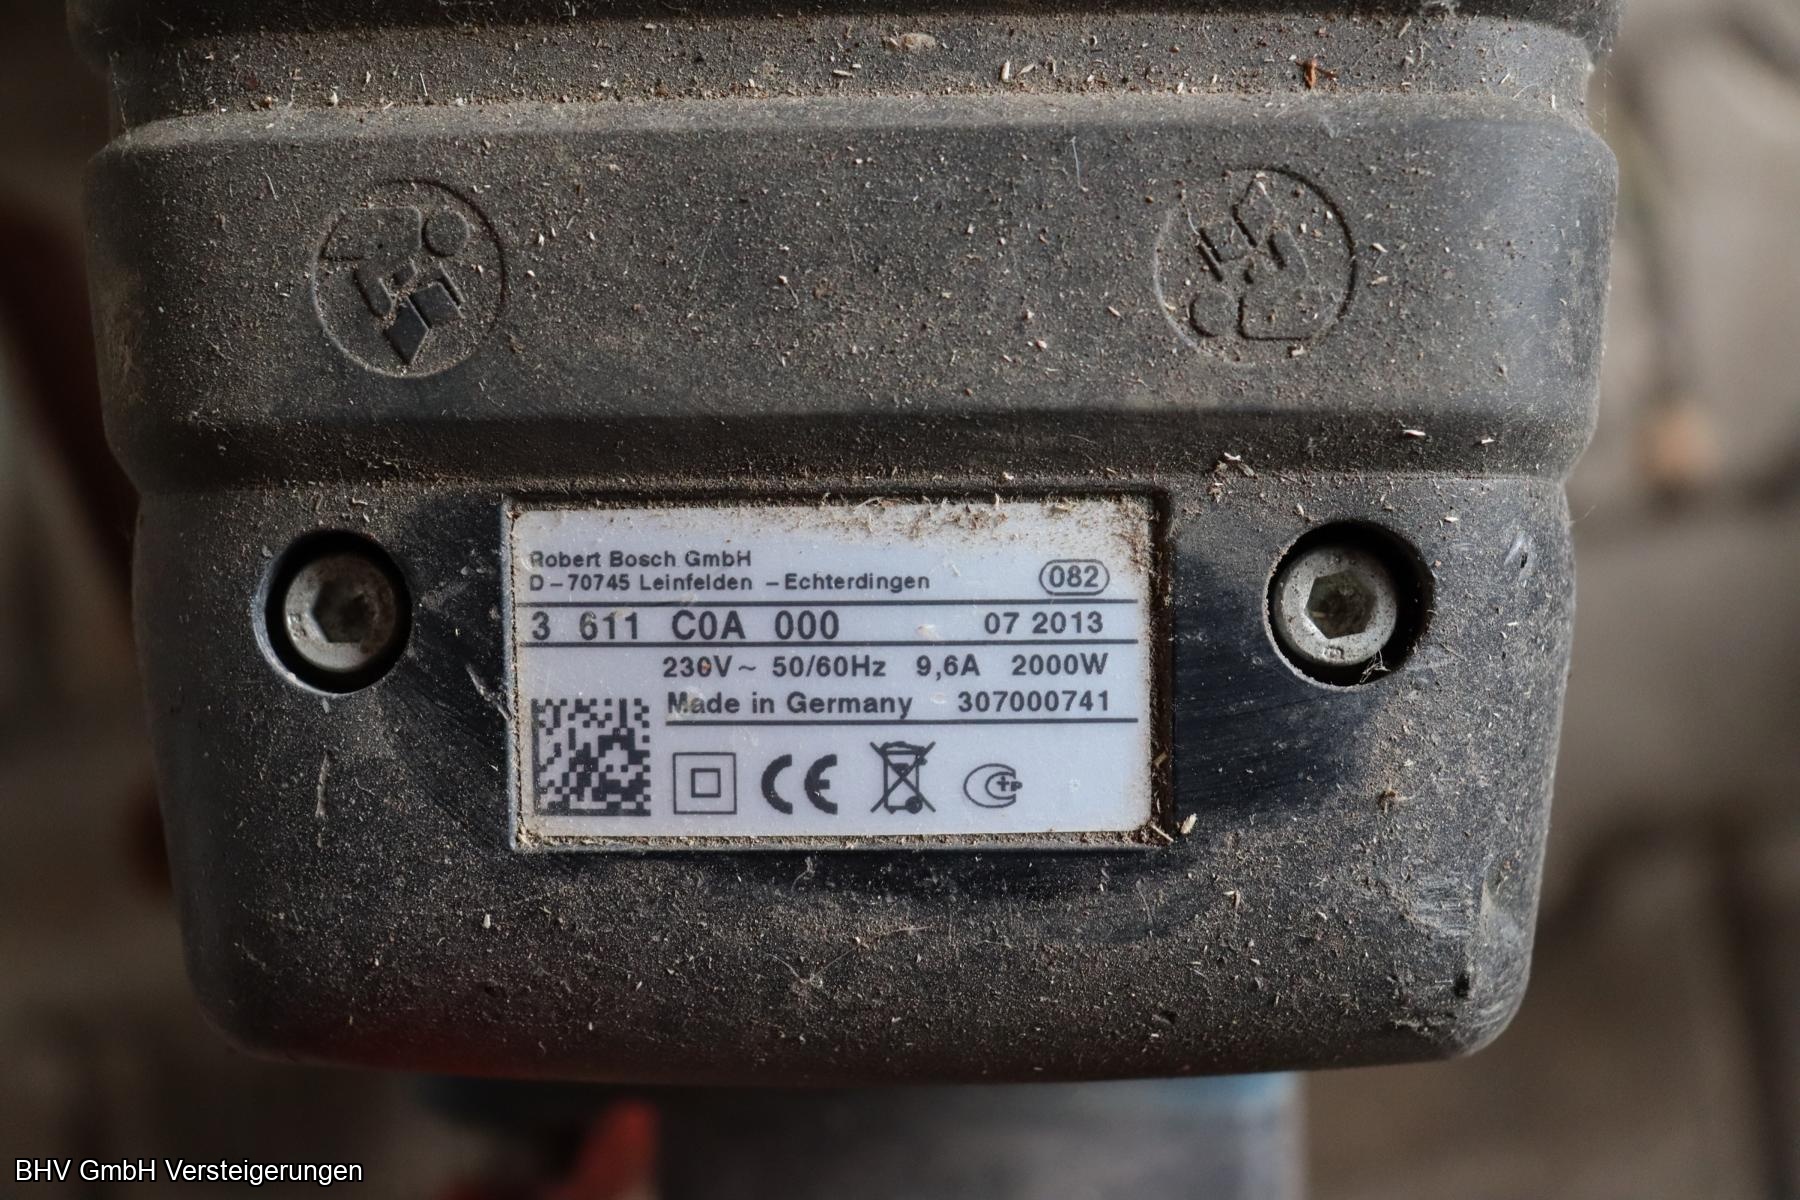 Robert Bosch GmbH
D-70745 Leinfelden -Echterdingen 082
3 611 C0A 000 07 2013
230V~ 50/60Hz 9,6A 2000W
Made in Germany 307000741
CE
BHV GmbH Versteigerungen